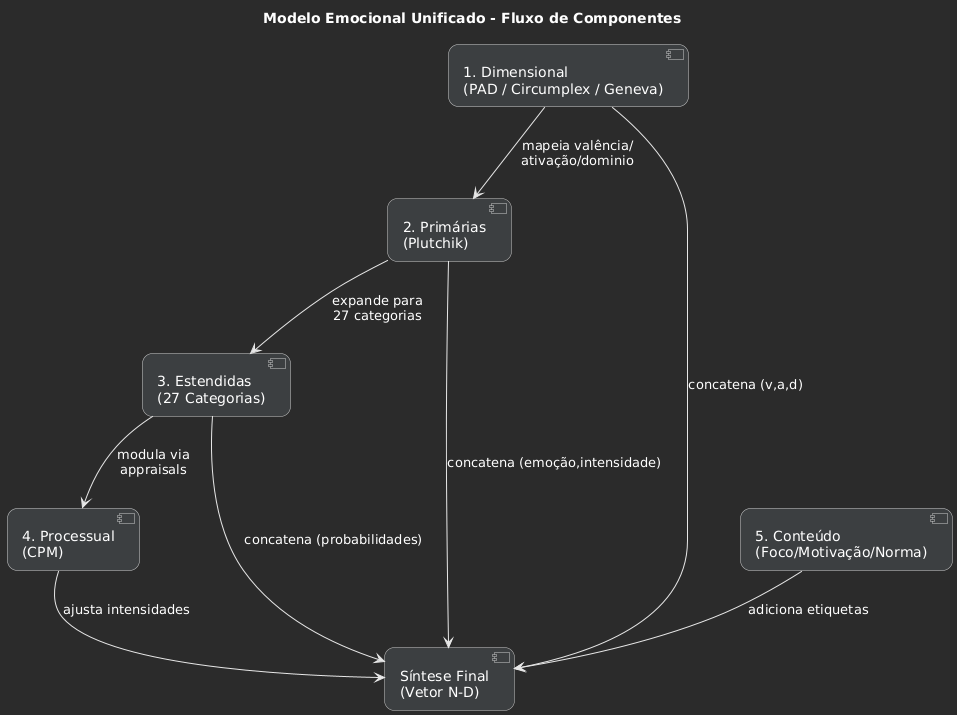 Modelo Emocional Unificado - Fluxo de Componentes
1. Dimensional
(PAD / Circumplex / Geneva)
mapeia valência/
ativação/dominio
2. Primárias
(Plutchik)
expande para
27 categorias
3. Estendidas
(27 Categorias)
concatena (v,a,d)
modula via
appraisals
concatena (emoção,intensidade)
4. Processual
(CPM)
5. Conteúdo
(Foco/Motivação/Norma)
concatena (probabilidades)
ajusta intensidades
adiciona etiquetas
Síntese Final
(Vetor N-D)